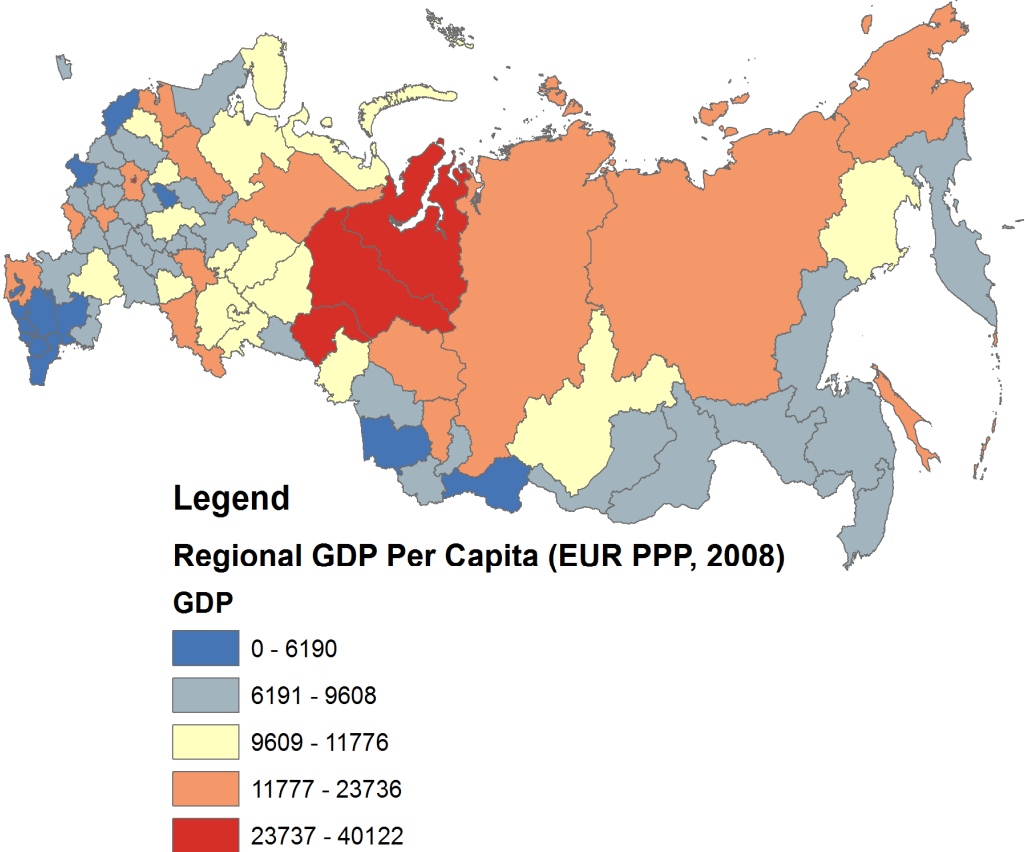 Legend
Regional GDP Per Capita (EUR PPP, 2008)
GDP
0 - 6190
6191 - 9608
9609 - 11776
11777 - 23736
23737 - 40122